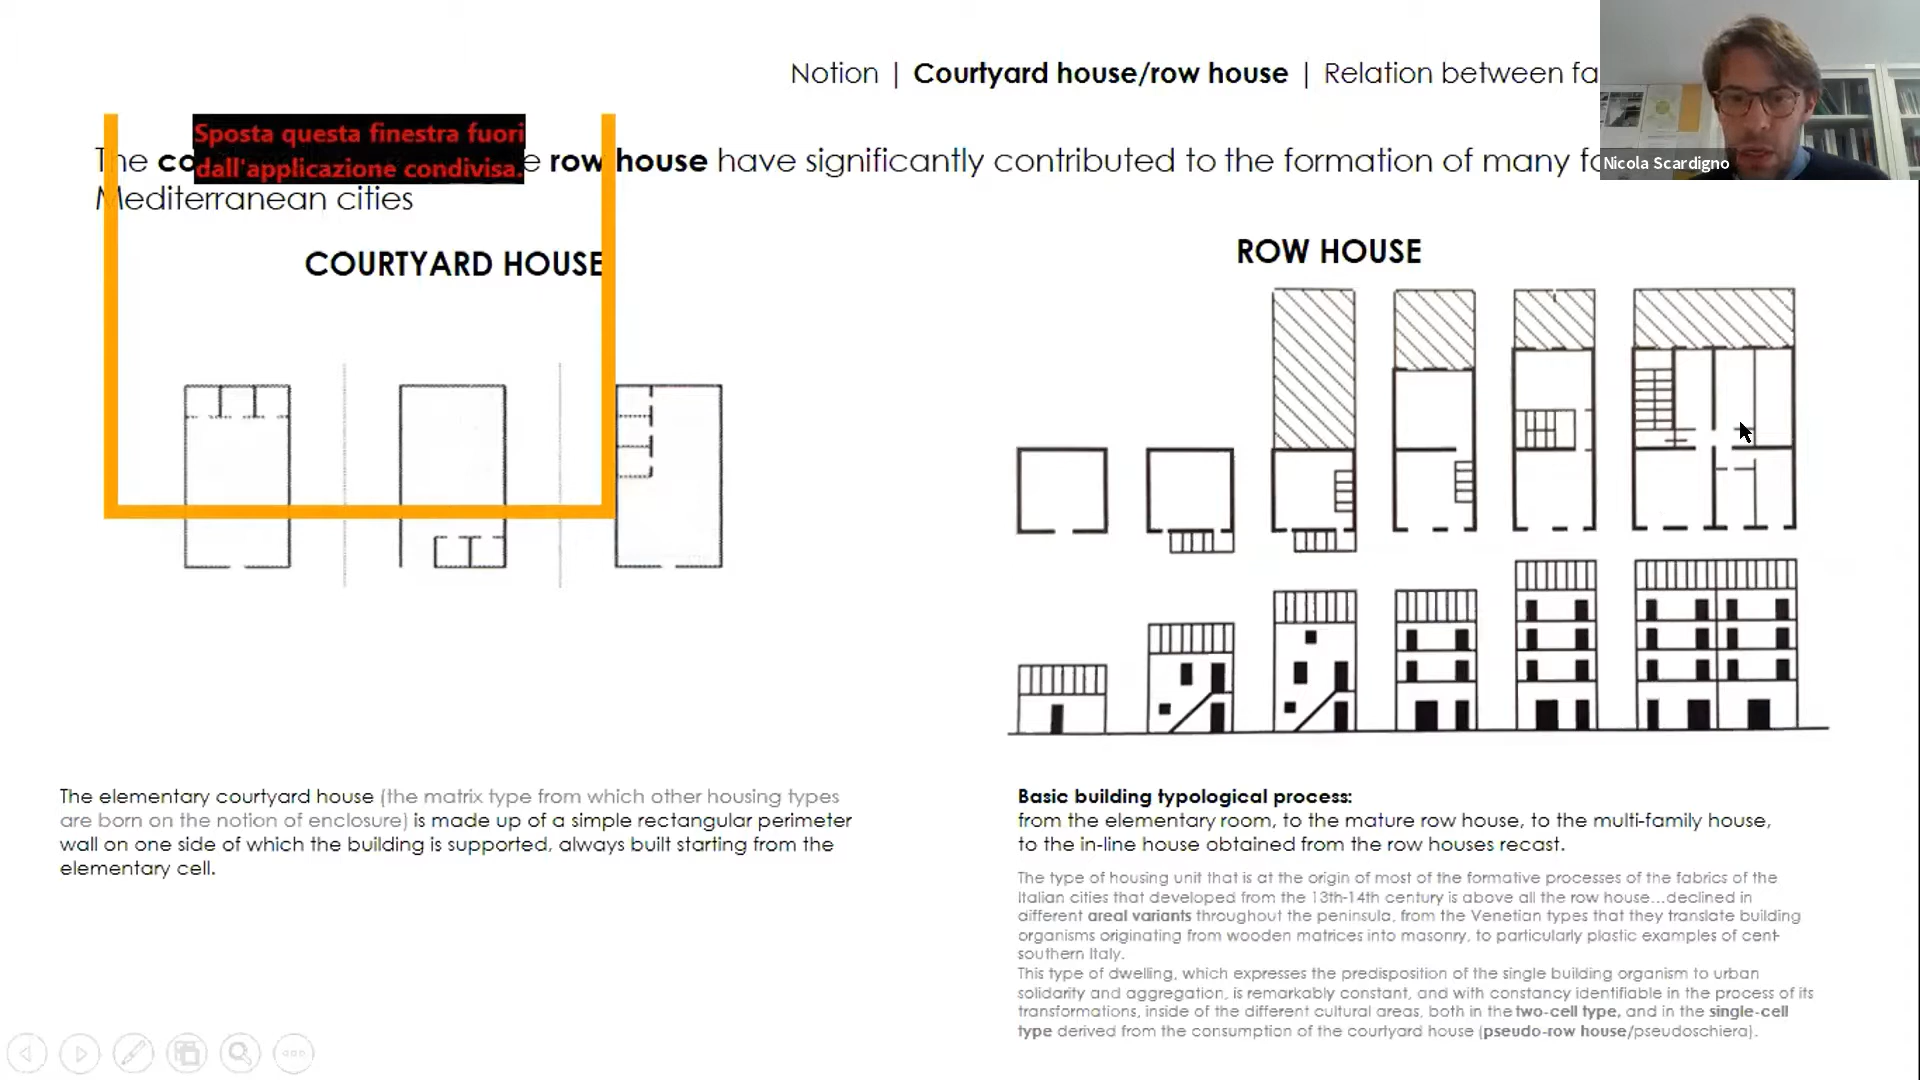 Notion | Courtyard house/row house | Relation between fa
Sposta questa finestra fuori
dall'applicazione condivisa.
The co e row house have significantly contributed to the formation of many fo
Mediterranean cities
Nicola Scardigno
COURTYARD HOUSE
ROW HOUSE
The elementary courtyard house (the matrix type from which other housing types
are born on the notion of enclosure) is made up of a simple rectangular perimeter
wall on one side of which the building is supported, always built starting from the
elementary cell.
Basic building typological process:
from the elementary room, to the mature row house, to the multi-family house,
to the in-line house obtained from the row houses recast.
The type of housing unit that is at the origin of most of the formative processes of the fabrics of the
Italian cities that developed from the 13th-14th century is above all the row house...declined in
different areal variants throughout the peninsula, from the Venetian types that they translate building
organisms originating from wooden matrices into masonry, to particularly plastic examples of cent-
southern Italy.
This type of dwelling, which expresses the predisposition of the single building organism to urban
solidarity and aggregation, is remarkably constant, and with constancy identifiable in the process of its
transformations, inside of the different cultural areas, both in the two-cell type, and in the single-cell
type derived from the consumption of the courtyard house (pseudo-row house/pseudoschiera).